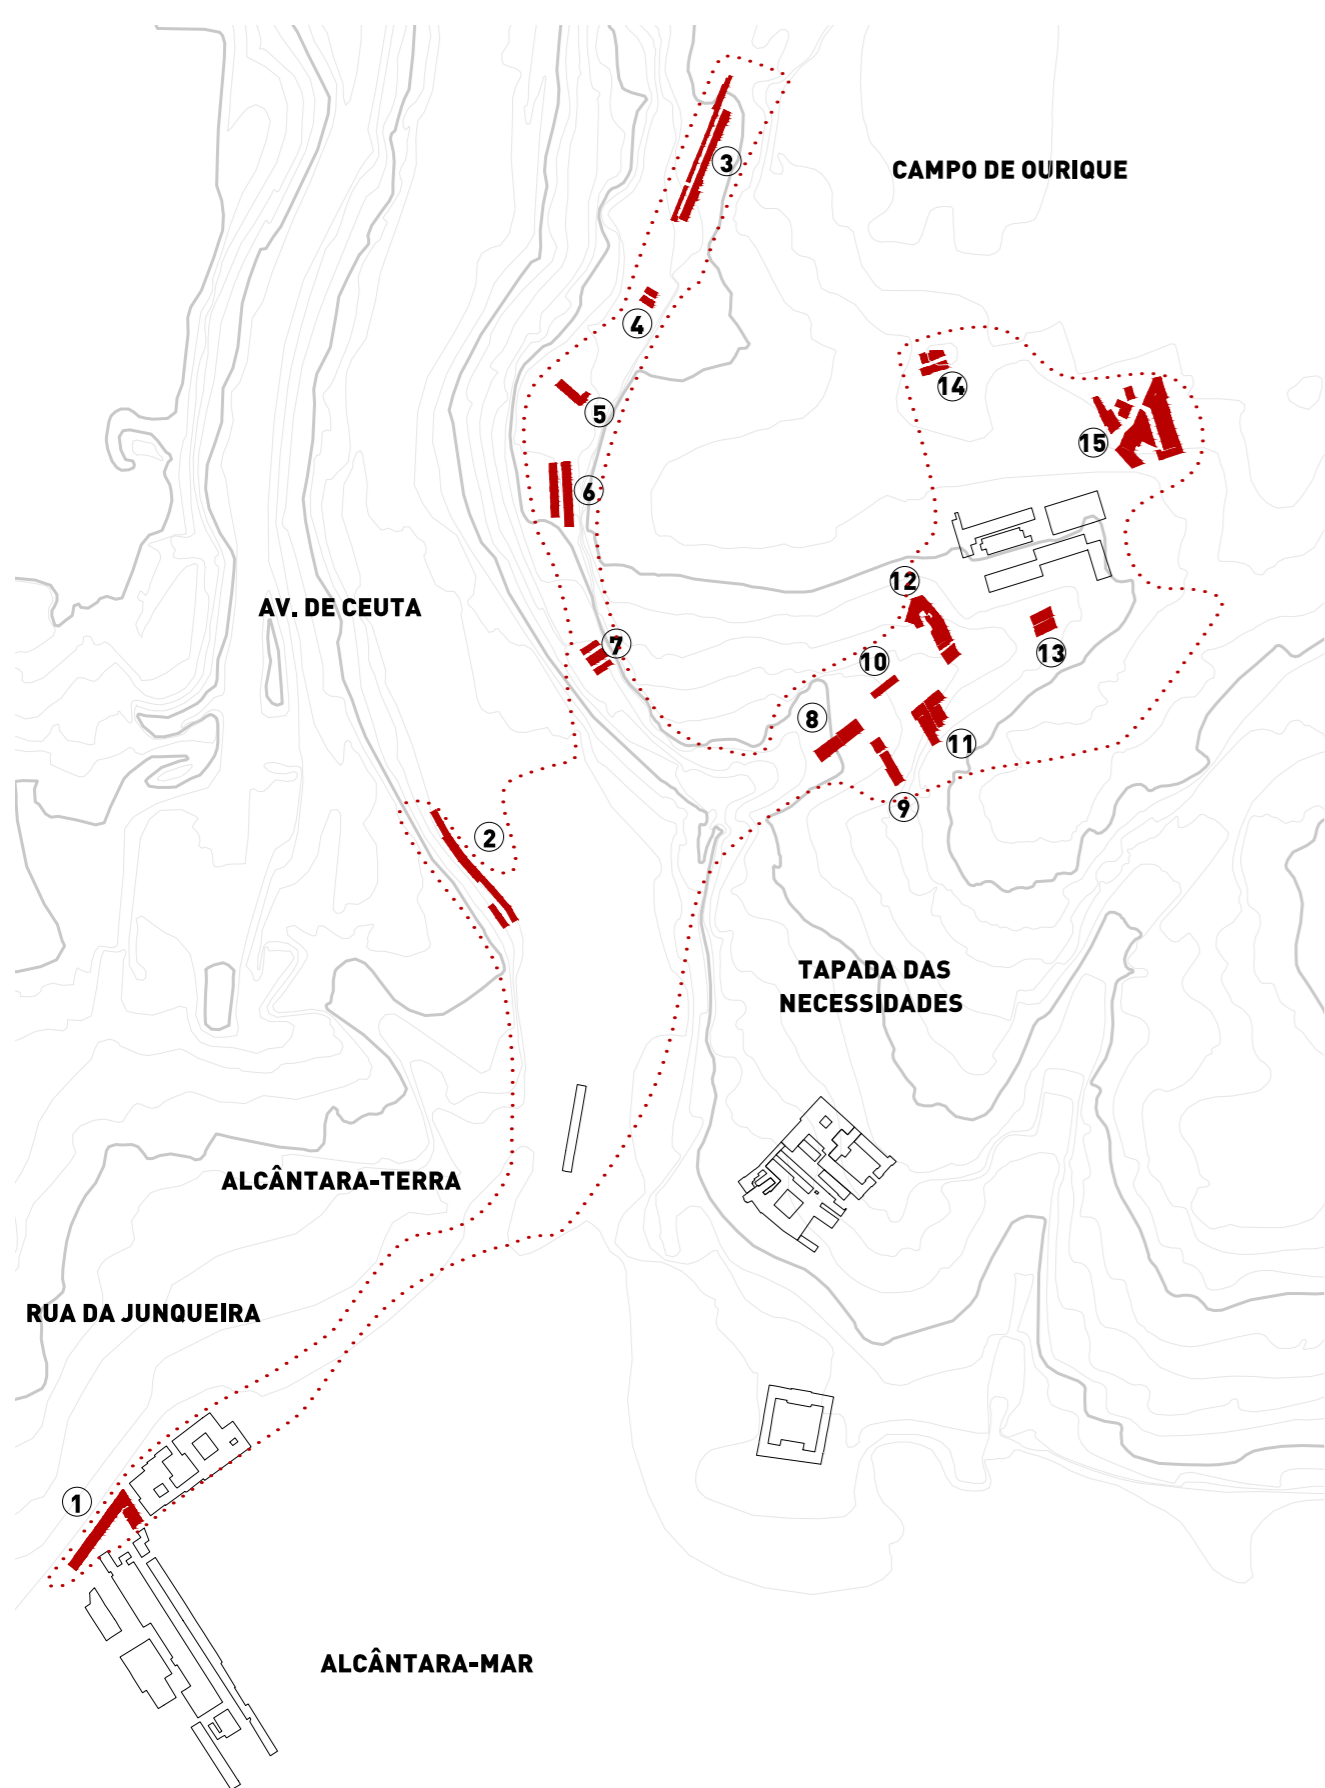 3
CAMPO DE OURIQUE
4
14
5
15
6
12
AV. DE CEUTA
7
13
10
8
11
9
2
TAPADA DAS
NECESSIDADES
ALCÂNTARA-TERRA
RUA DA JUNQUEIRA
1
ALCÂNTARA-MAR